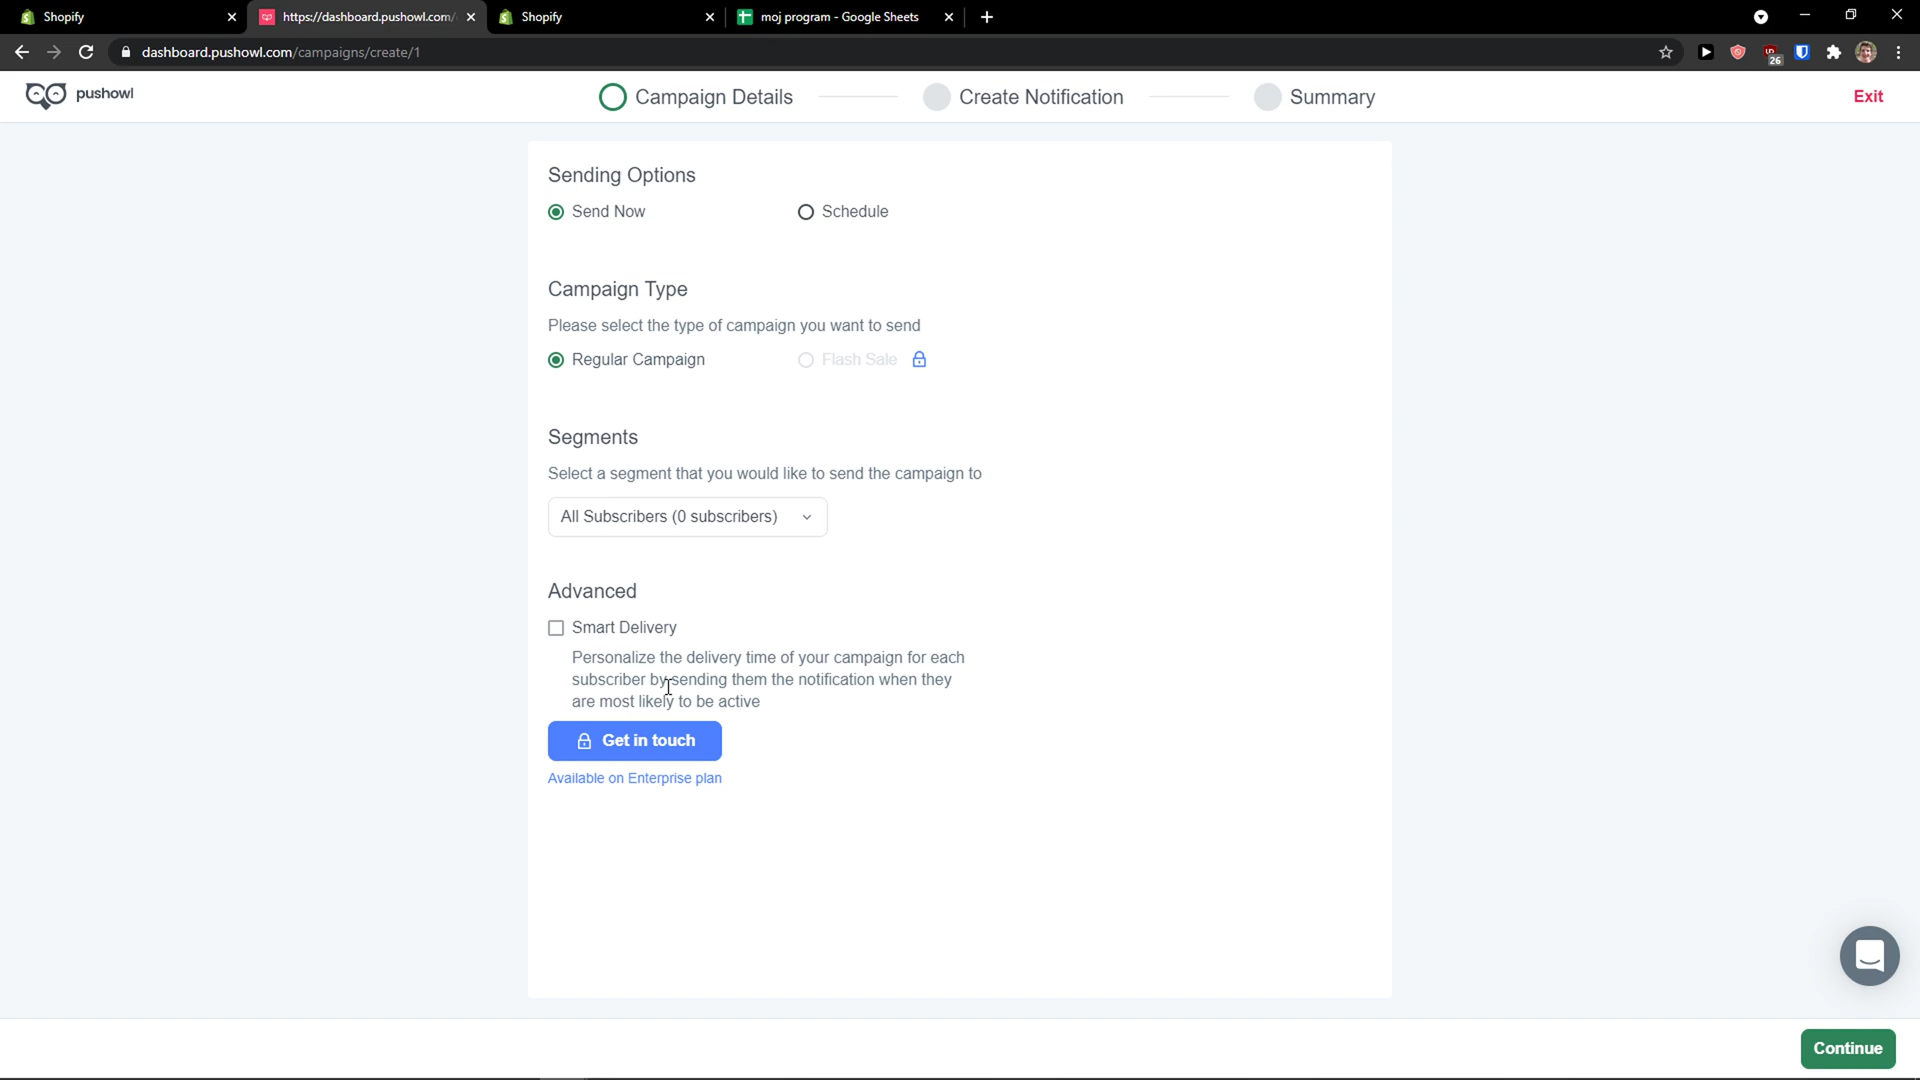 Shopify
https://dashboard.pushowl.com/
Shopify
moj program - Google Sheets
dashboard.pushowl.com/campaigns/create/1
26
pushowl
Campaign Details
Create Notification
Summary
Exit
Sending Options
Send Now
Schedule
Campaign Type
Please select the type of campaign you want to send
Regular Campaign
Flash Sale
Segments
Select a segment that you would like to send the campaign to
All Subscribers (0 subscribers)
Advanced
Smart Delivery
Personalize the delivery time of your campaign for each
subscriber by sending them the notification when they
are most likely to be active
Get in touch
Available on Enterprise plan
Continue